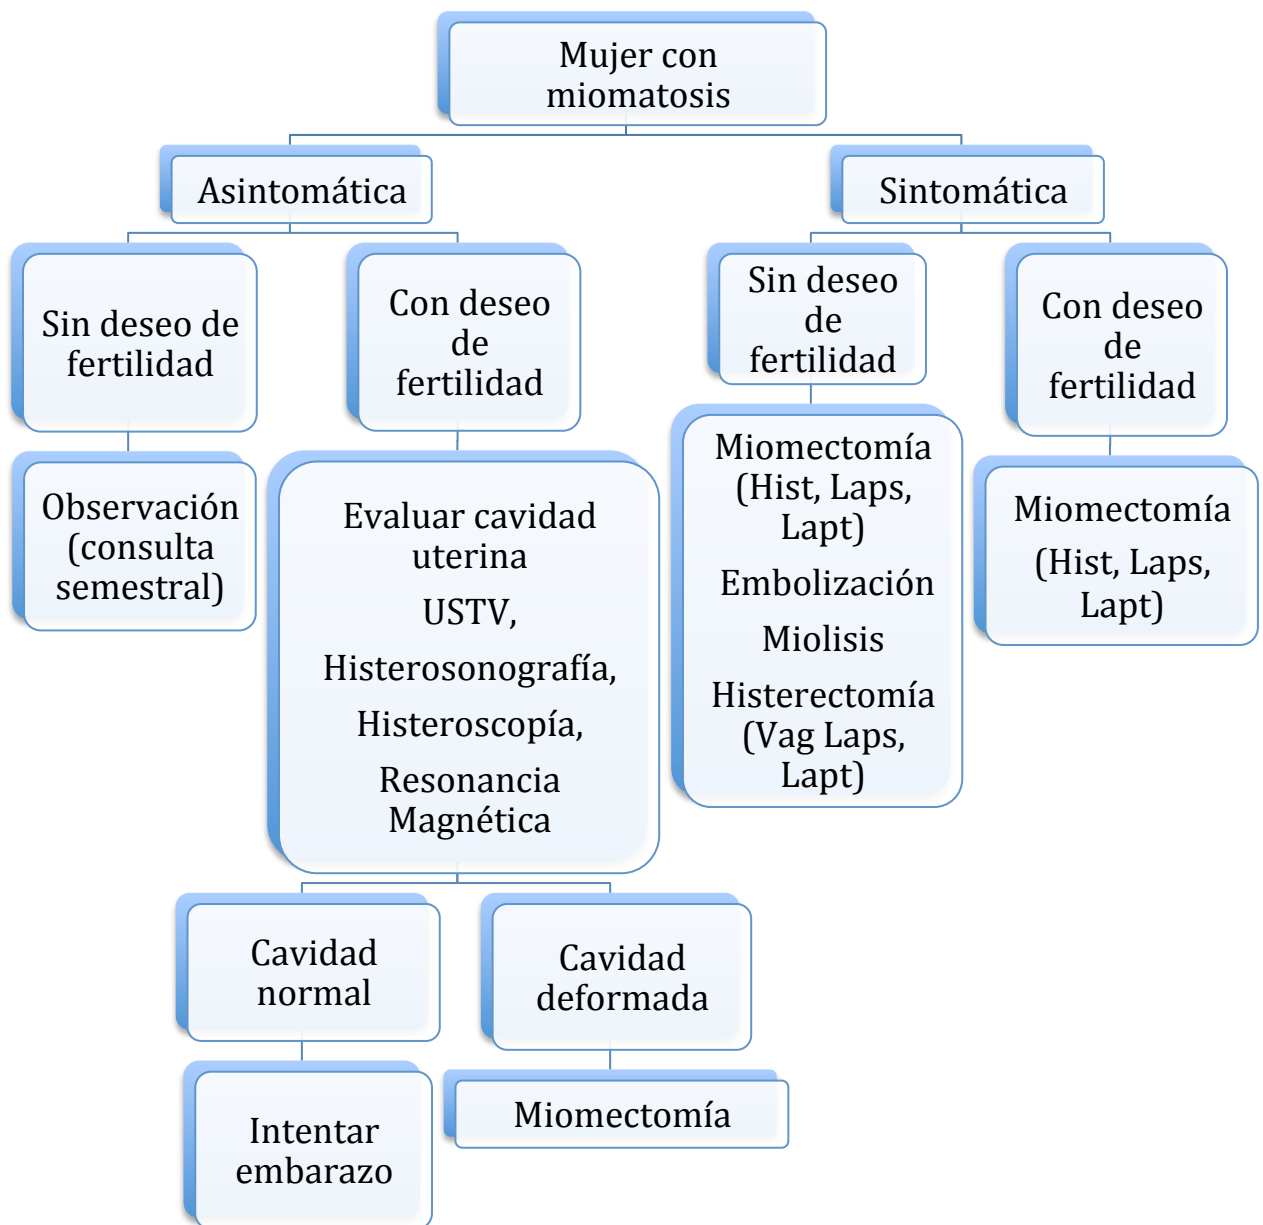 Mujer con
miomatosis
Asintomática
Sintomática
Sin deseo de
fertilidad
Con deseo
de
fertilidad
Sin deseo
de
fertilidad
Con deseo
de
fertilidad
Observación
(consulta
semestral)
Evaluar cavidad
uterina
USTV,
Histerosonografía,
Histeroscopía,
Resonancia
Magnética
Miomectomía
(Hist, Laps,
Lapt)
Embolización
Miolisis
Histerectomía
(Vag Laps,
Lapt)
Miomectomía
(Hist, Laps,
Lapt)
Cavidad
normal
Cavidad
deformada
Intentar
embarazo
Miomectomía